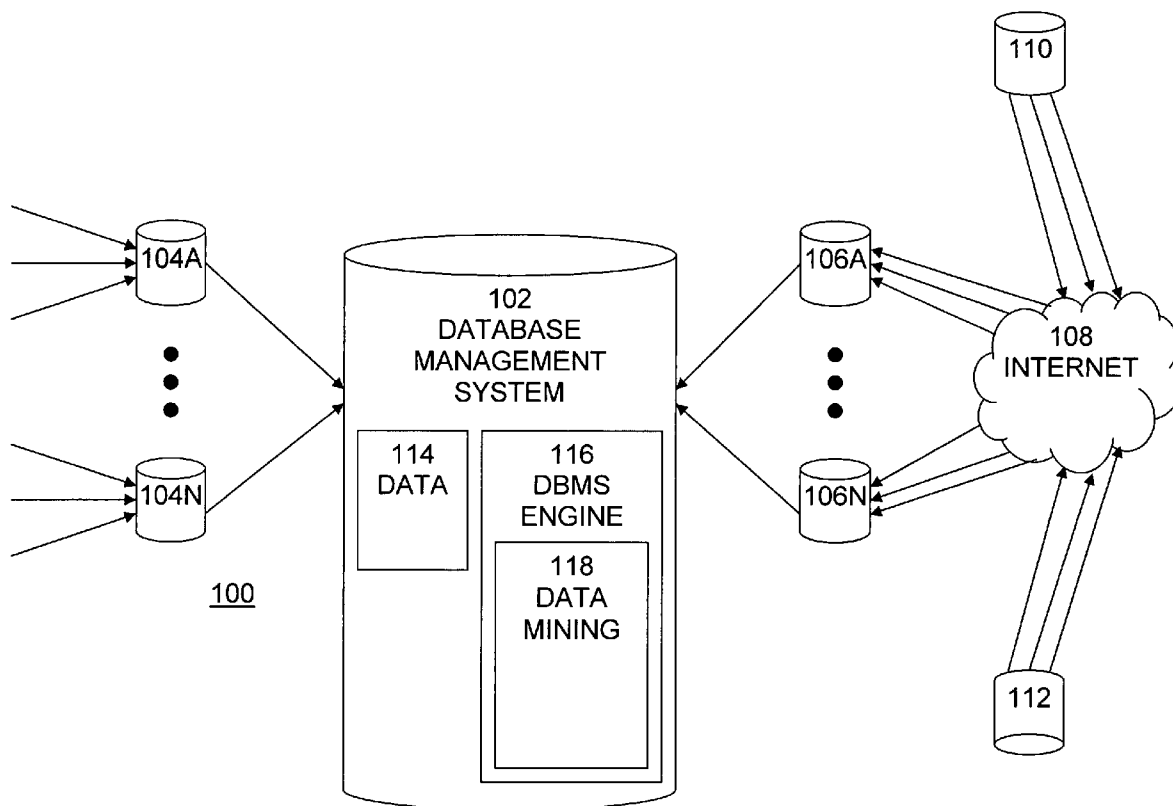 110
104A
106A
102
DATABASE
MANAGEMENT
SYSTEM
108
INTERNET
114
DATA
116
DBMS
ENGINE
104N
106N
118
DATA
MINING
100
112